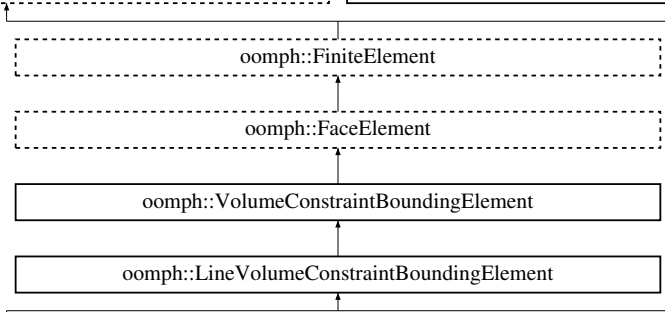 oomph::FiniteElement
oomph::FaceElement
oomph::VolumeConstraintBoundingElement
oomph::LineVolumeConstraintBoundingElement